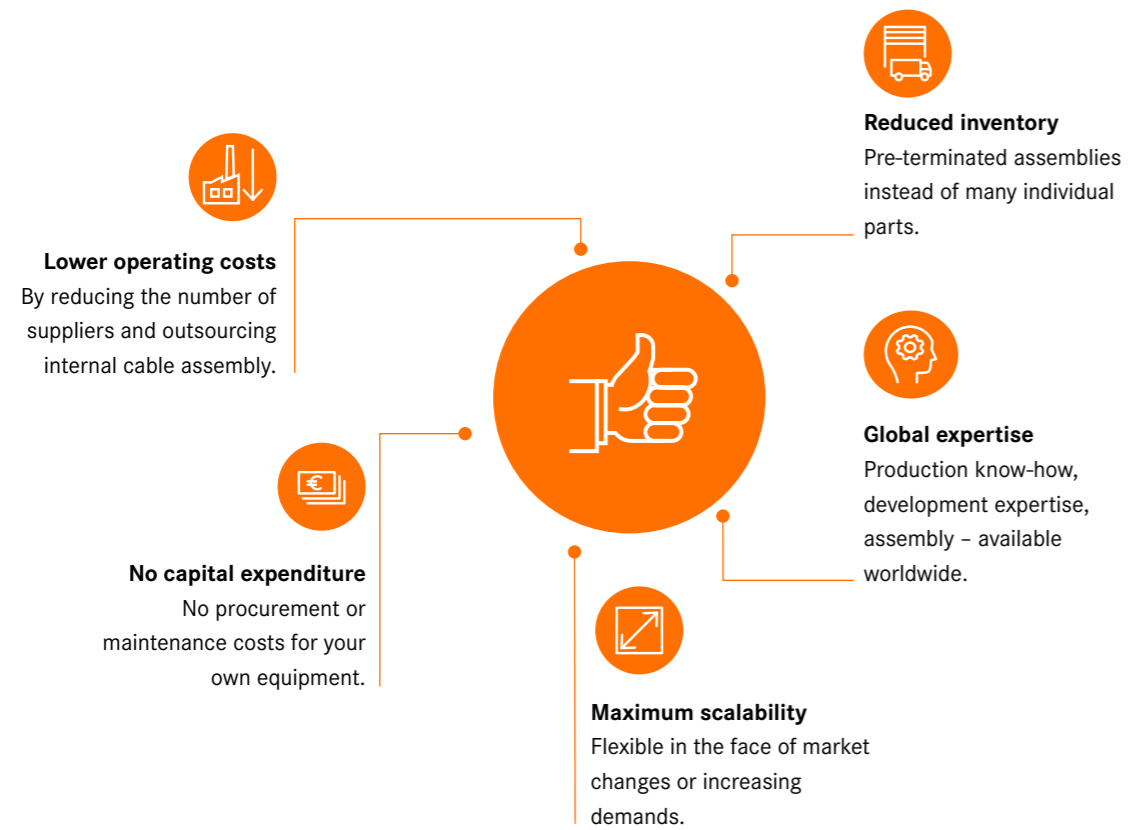 Reduced inventory
Pre-terminated assemblies
instead of many individual
parts.
Lower operating costs
By reducing the number of
suppliers and outsourcing
internal cable assembly.
Global expertise
Production know-how,
development expertise,
assembly – available
worldwide.
€
No capital expenditure
No procurement or
maintenance costs for your
own equipment.
Maximum scalability
Flexible in the face of market
changes or increasing
demands.